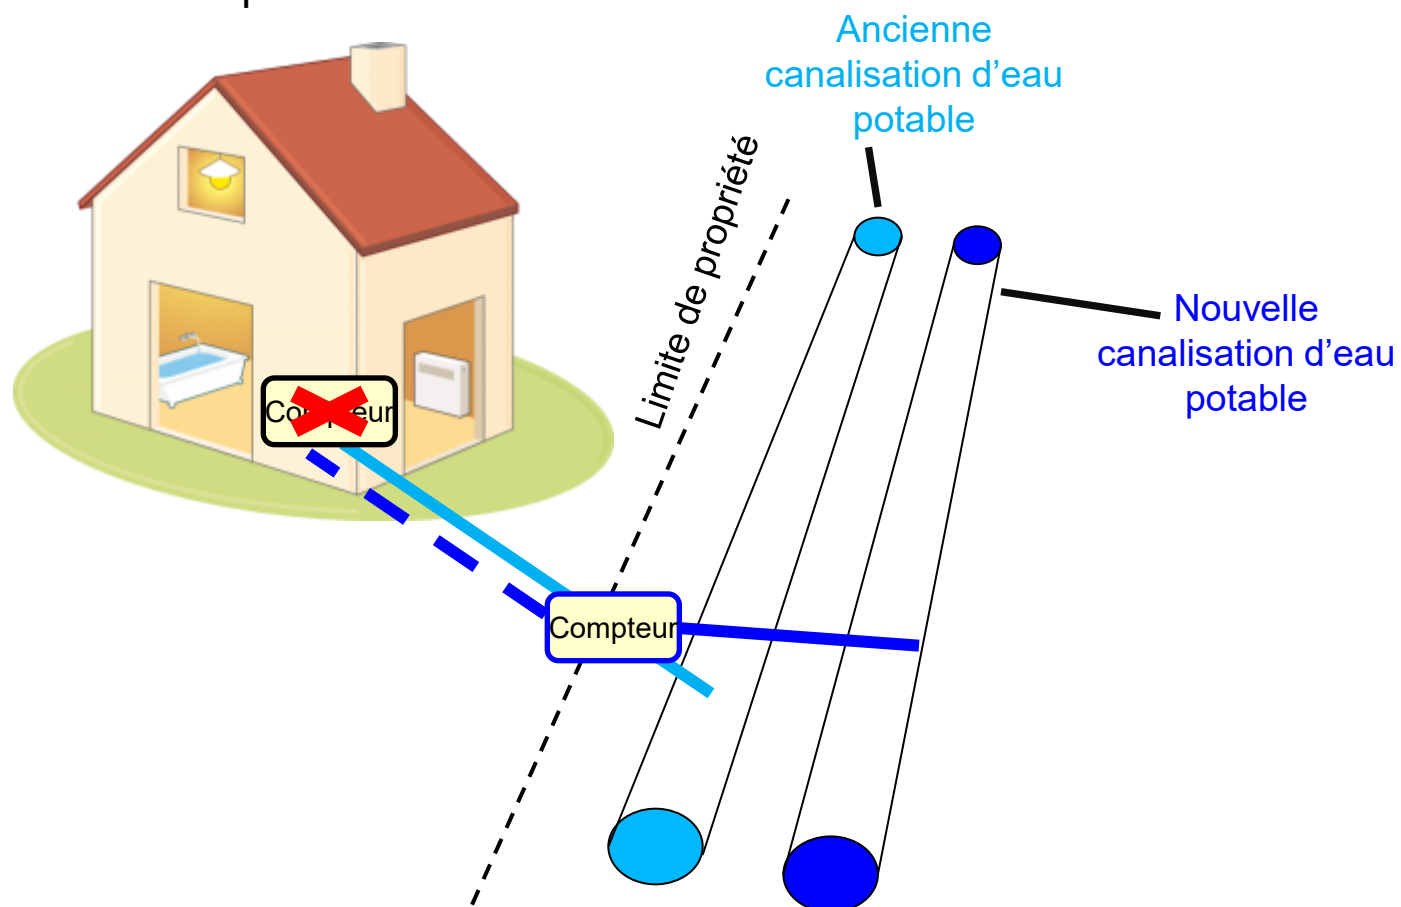 Ancienne
canalisation d’eau
potable
Limite de propriété
Nouvelle
canalisation d’eau
potable
Compteur